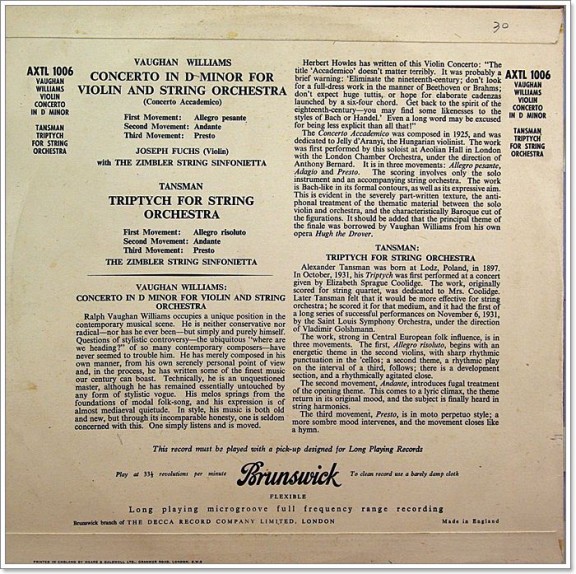 30
AXTL 1006
VAUGHAN
WILLIAMS
VIOLIN
CONCERTO
IN D MINOR
TANSMAN
TRIPTYCH
FOR STRING
ORCHESTRA
VAUGHAN WILLIAMS
CONCERTO IN D MINOR FOR
VIOLIN AND STRING ORCHESTRA
(Concerto Accademico)
First Movement: Allegro pesante
Second Movement: Andante
Third Movement: Presto
JOSEPH FUCHS (Violin)
with THE ZIMBLER STRING SINFONIETTA
TANSMAN
TRIPTYCH FOR STRING
ORCHESTRA
First Movement: Allegro risoluto
Second Movement: Andante
Third Movement: Presto
THE ZIMBLER STRING SINFONIETTA
VAUGHAN WILLIAMS:
CONCERTO IN D MINOR FOR VIOLIN AND STRING
ORCHESTRA
Ralph Vaughan Williams occupies a unique position in the
contemporary musical scene. He is neither conservative nor
radical—nor has he ever been—but simply and purely himself.
Questions of stylistic controversy—the ubiquitous "where are
we heading?" of so many contemporary composers—have
never seemed to trouble him. He has merely composed in his
own manner, from his own serenely personal point of view
and, in the process, he has written some of the finest music
our century can boast. Technically, he is an unquestioned
master, although he has remained essentially untouched by
any form of stylistic vogue. His melos springs from the
foundations of modal folk-song, and his expression is of
almost mediaeval quietude. In style, his music is both old
and new, but through its incomparable honesty, one is seldom
concerned with this. One simply listens and is moved.
Herbert Howles has written of this Violin Concerto: "The
title 'Accademico' doesn't matter terribly. It was probably a
brief warning: 'Eliminate the nineteenth-century; don't look
for a full-dress work in the manner of Beethoven or Brahms;
don't expect huge tuttis, or hope for elaborate cadenzas
launched by a six-four chord. Get back to the spirit of the
eighteenth-century—you may find some likenesses to the
styles of Bach or Handel.' Even a long word may be excused
for being less explicit than all that!"
The Concerto Accademico was composed in 1925, and was
dedicated to Jelly d'Aranyi, the Hungarian violinist. The work
was first performed by this soloist at Aeolian Hall in London
with the London Chamber Orchestra, under the direction of
Anthony Bernard. It is in three movements: Allegro pesante,
Adagio and Presto. The scoring involves only the solo
instrument and an accompanying string orchestra. The work
is Bach-like in its formal contours, as well as its expressive aim.
This is evident in the severely part-written texture, the anti-
phonal treatment of the thematic material between the solo
violin and orchestra, and the characteristically Baroque cut of
the figurations. It should be added that the principal theme of
the finale was borrowed by Vaughan Williams from his own
opera Hugh the Drover.
TANSMAN:
TRIPTYCH FOR STRING ORCHESTRA
Alexander Tansman was born at Lodz, Poland, in 1897.
In October, 1931, his Triptych was first performed at a concert
given by Elizabeth Sprague Coolidge. The work, originally
scored for string quartet, was dedicated to Mrs. Coolidge.
Later Tansman felt that it would be more effective for string
orchestra; he scored it for that medium, and it had the first of
a long series of successful performances on November 6, 1931,
by the Saint Louis Symphony Orchestra, under the direction
of Vladimir Golshmann.
The work, strong in Central European folk influence, is in
three movements. The first, Allegro risoluto, begins with an
energetic theme in the second violins, with sharp rhythmic
punctuation in the 'cellos; a second theme, a rhythmic play
on the interval of a third, follows; there is a development
section, and a rhythmically agitated close.
The second movement, Andante, introduces fugal treatment
of the opening theme. This comes to a lyric climax, the theme
return in its original mood, and the subject is finally heard in
string harmonics.
The third movement, Presto, is in moto perpetuo style; a
more sombre mood intervenes, and the movement closes like
a hymn.
AXTL 1006
VAUGHAN
WILLIAMS
VIOLIN
CONCERTO
IN D MINOR
TANSMAN
TRIPTYCH
FOR STRING
ORCHESTRA
This record must be played with a pick-up designed for Long Playing Records
Play at 33⅓ revolutions per minute
Brunswick
To clean record use a barely damp cloth
FLEXIBLE
Long playing microgroove full frequency range recording
Brunswick branch of THE DECCA RECORD COMPANY LIMITED, LONDON
Made in England